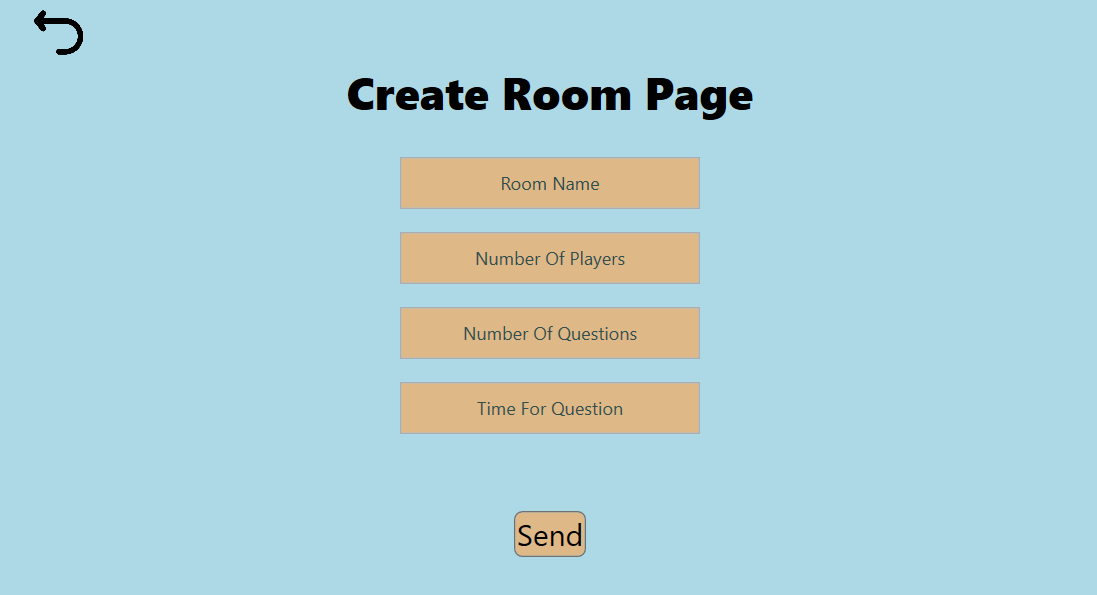 Create Room Page
Room Name
Number Of Players
Number Of Questions
Time For Question
Send